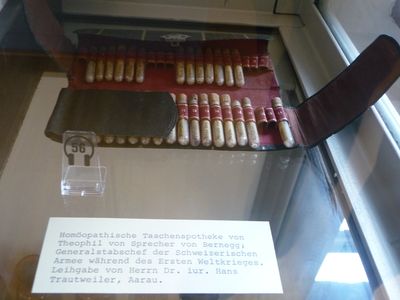 56
Homöopathische Taschenapotheke von
Theophil von Sprecher von Bernegg;
Generalstabschef der Schweizerischen
Armee während des Ersten Weltkrieges.
Leihgabe von Herrn Dr. iur. Hans
Trautweiler, Aarau.